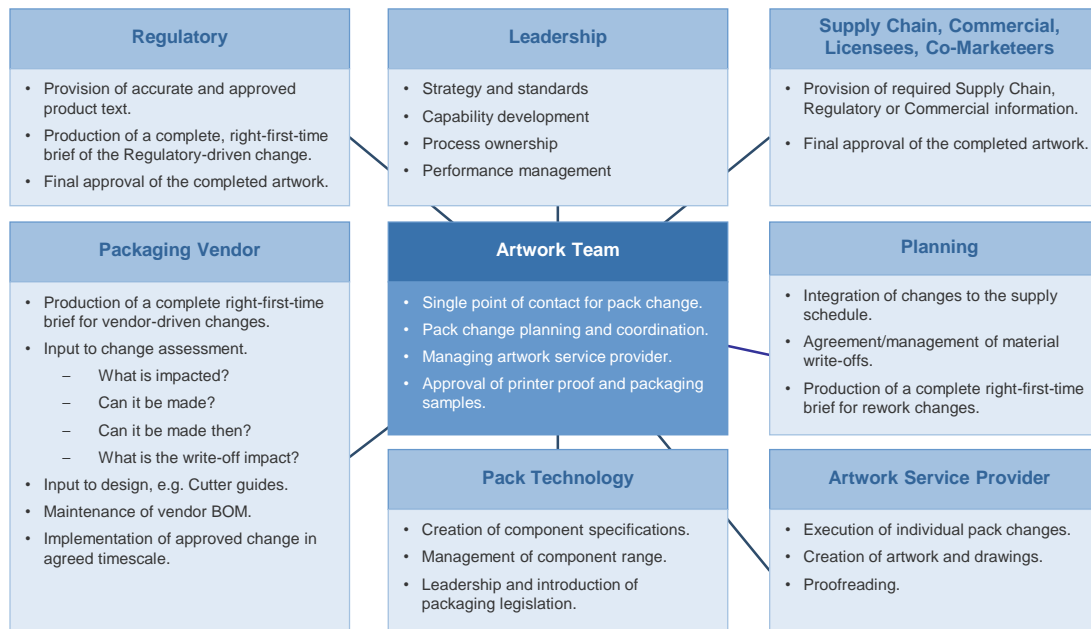 Regulatory
• Provision of accurate and approved
product text.
• Production of a complete, right-first-time
brief of the Regulatory-driven change.
• Final approval of the completed artwork.
Leadership
• Strategy and standards
• Capability development
• Process ownership
• Performance management
Supply Chain, Commercial,
Licensees, Co-Marketeers
• Provision of required Supply Chain,
Regulatory or Commercial information.
• Final approval of the completed artwork.
Packaging Vendor
• Production of a complete right-first-time
brief for vendor-driven changes.
• Input to change assessment.
– What is impacted?
– Can it be made?
– Can it be made then?
– What is the write-off impact?
• Input to design, e.g. Cutter guides.
• Maintenance of vendor BOM.
• Implementation of approved change in
agreed timescale.
Artwork Team
• Single point of contact for pack change.
• Pack change planning and coordination.
• Managing artwork service provider.
• Approval of printer proof and packaging
samples.
Planning
• Integration of changes to the supply
schedule.
• Agreement/management of material
write-offs.
• Production of a complete right-first-time
brief for rework changes.
Pack Technology
• Creation of component specifications.
• Management of component range.
• Leadership and introduction of
packaging legislation.
Artwork Service Provider
• Execution of individual pack changes.
• Creation of artwork and drawings.
• Proofreading.